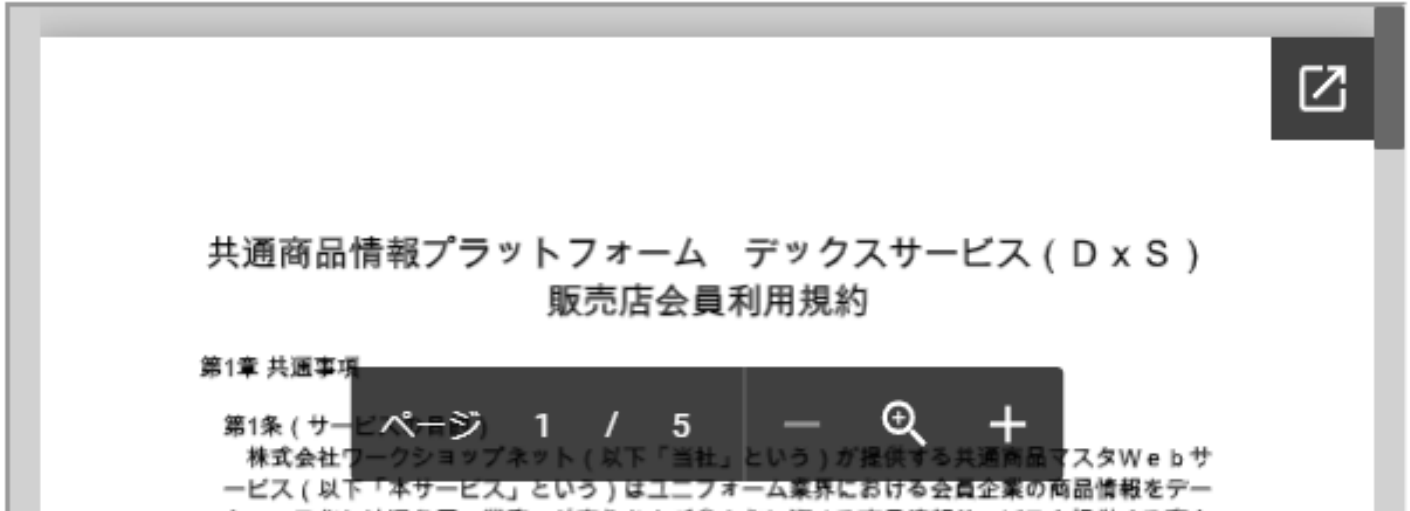 共通商品情報プラットフォーム　デックスサービス(DxS)
販売店会員利用規約
第1章 共通事項
第1条(サービスの目的)
ページ 1 / 5
株式会社ワークショップネット(以下「当社」という)が提供する共通商品マスタWebサ
ービス(以下「本サービス」という)はユニフォーム業界における会員企業の商品情報をデー